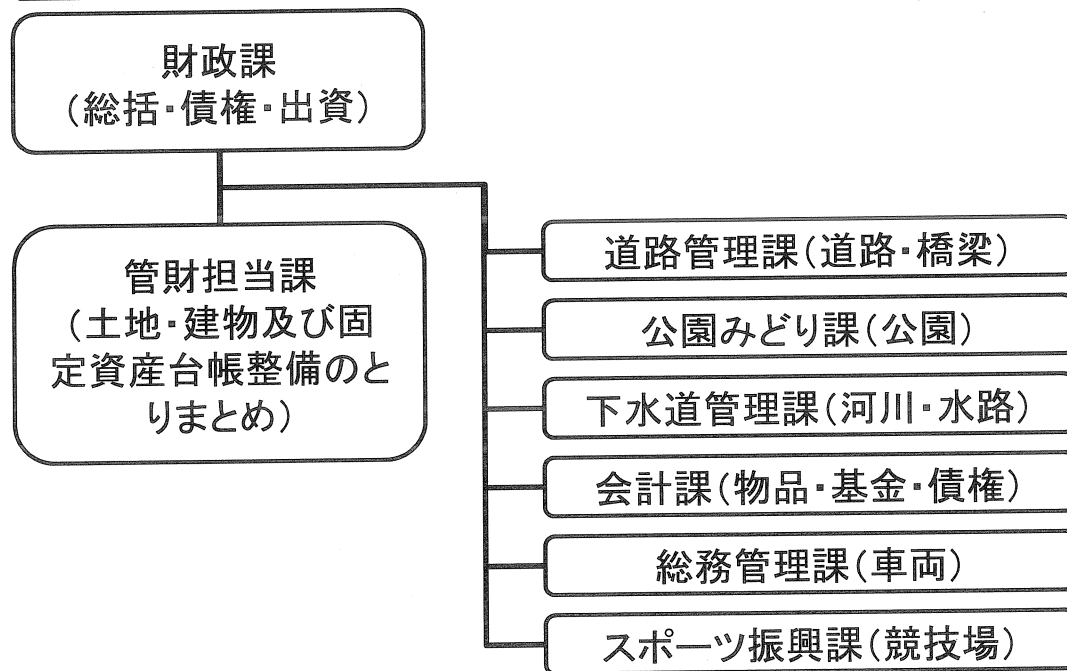 財政課
(総括・債権・出資)
管財担当課
(土地・建物及び固
定資産台帳整備のと
りまとめ)
道路管理課(道路・橋梁)
公園みどり課(公園)
下水道管理課(河川・水路)
会計課(物品・基金・債権)
総務管理課(車両)
スポーツ振興課(競技場)